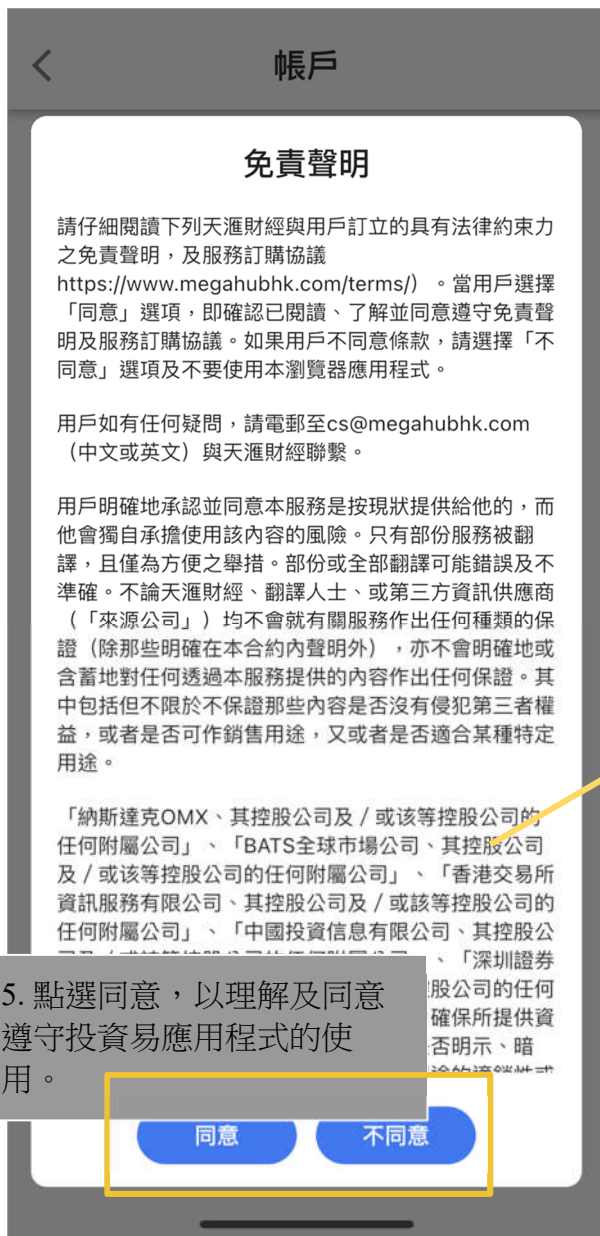 帳戶
免責聲明
請仔細閱讀下列天滙財經與用戶訂立的具有法律約束力
之免責聲明，及服務訂購協議
https://www.megahubhk.com/terms/）。當用戶選擇
「同意」選項，即確認已閱讀、了解並同意遵守免責聲
明及服務訂購協議。如果用戶不同意條款，請選擇「不
同意」選項及不要使用本瀏覽器應用程式。
用戶如有任何疑問，請電郵至cs@megahubhk.com
（中文或英文）與天滙財經聯繫。
用戶明確地承認並同意本服務是按現狀提供給他的，而
他會獨自承擔使用該內容的風險。只有部份服務被翻
譯，且僅為方便之舉措。部份或全部翻譯可能錯誤及不
準確。不論天滙財經、翻譯人士、或第三方資訊供應商
（「來源公司」）均不會就有關服務作出任何種類的保
證（除那些明確在本合約內聲明外），亦不會明確地或
含蓄地對任何透過本服務提供的內容作出任何保證。其
中包括但不限於不保證那些內容是否沒有侵犯第三者權
益，或者是否可作銷售用途，又或者是否適合某種特定
用途。
「納斯達克OMX、其控股公司及 / 或该等控股公司的
任何附屬公司」、「BATS全球市場公司、其控股公司
及 / 或该等控股公司的任何附屬公司」、「香港交易所
資訊服務有限公司、其控股公司及 / 或該等控股公司的
任何附屬公司」、「中國投資信息有限公司、其控股公
、「深圳證券
股公司的任何
確保所提供資
否明示、暗
5. 點選同意，以理解及同意
遵守投資易應用程式的使
用。
同意 不同意